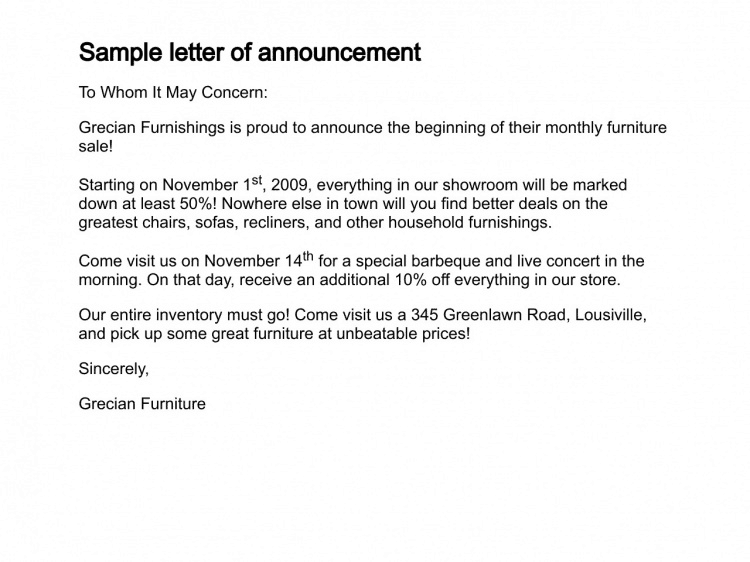 Sample letter of announcement
To Whom It May Concern:
Grecian Furnishings is proud to announce the beginning of their monthly furniture
sale!
Starting on November 1st, 2009, everything in our showroom will be marked
down at least 50%! Nowhere else in town will you find better deals on the
greatest chairs, sofas, recliners, and other household furnishings.
Come visit us on November 14th for a special barbeque and live concert in the
morning. On that day, receive an additional 10% off everything in our store.
Our entire inventory must go! Come visit us a 345 Greenlawn Road, Lousiville,
and pick up some great furniture at unbeatable prices!
Sincerely,
Grecian Furniture